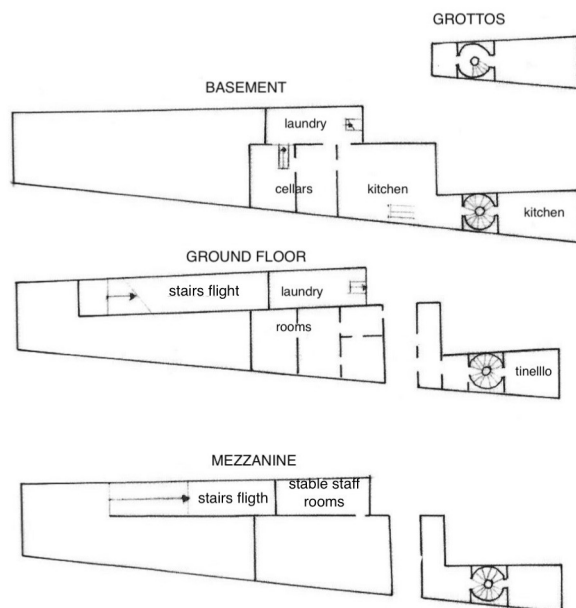 GROTTOS
BASEMENT
laundry
cellars
kitchen
kitchen
GROUND FLOOR
stairs flight
laundry
rooms
tinelllo
MEZZANINE
stairs fligth
stable staff
rooms